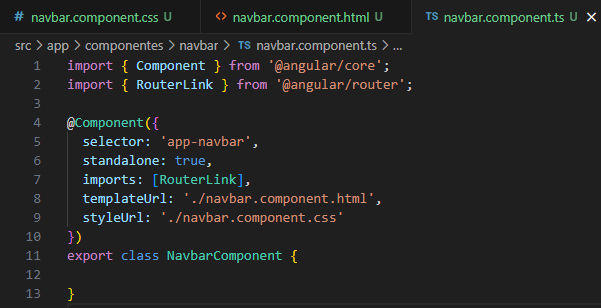 # navbar.component.css U <> navbar.component.html U TS navbar.component.ts U ×
src > app > componentes > navbar > TS navbar.component.ts > ...
1 import { Component } from '@angular/core';
2 import { RouterLink } from '@angular/router';
3
4 @Component({
5   selector: 'app-navbar',
6   standalone: true,
7   imports: [RouterLink],
8   templateUrl: './navbar.component.html',
9   styleUrl: './navbar.component.css'
10 })
11 export class NavbarComponent {
12
13 }